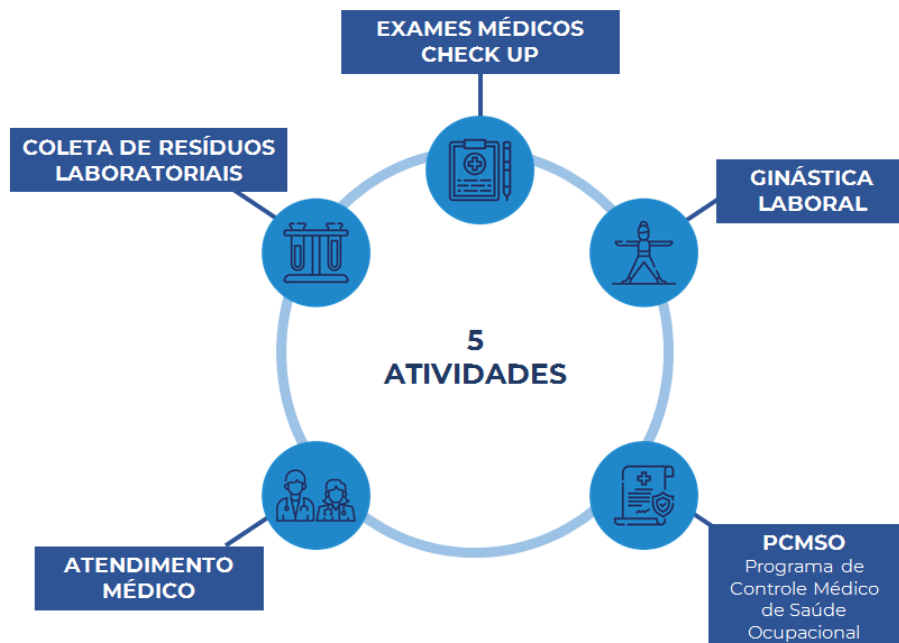 EXAMES MÉDICOS
CHECK UP
COLETA DE RESÍDUOS
LABORATORIAIS
GINÁSTICA
LABORAL
5
ATIVIDADES
ATENDIMENTO
MÉDICO
PCMSO
Programa de
Controle Médico
de Saúde
Ocupacional